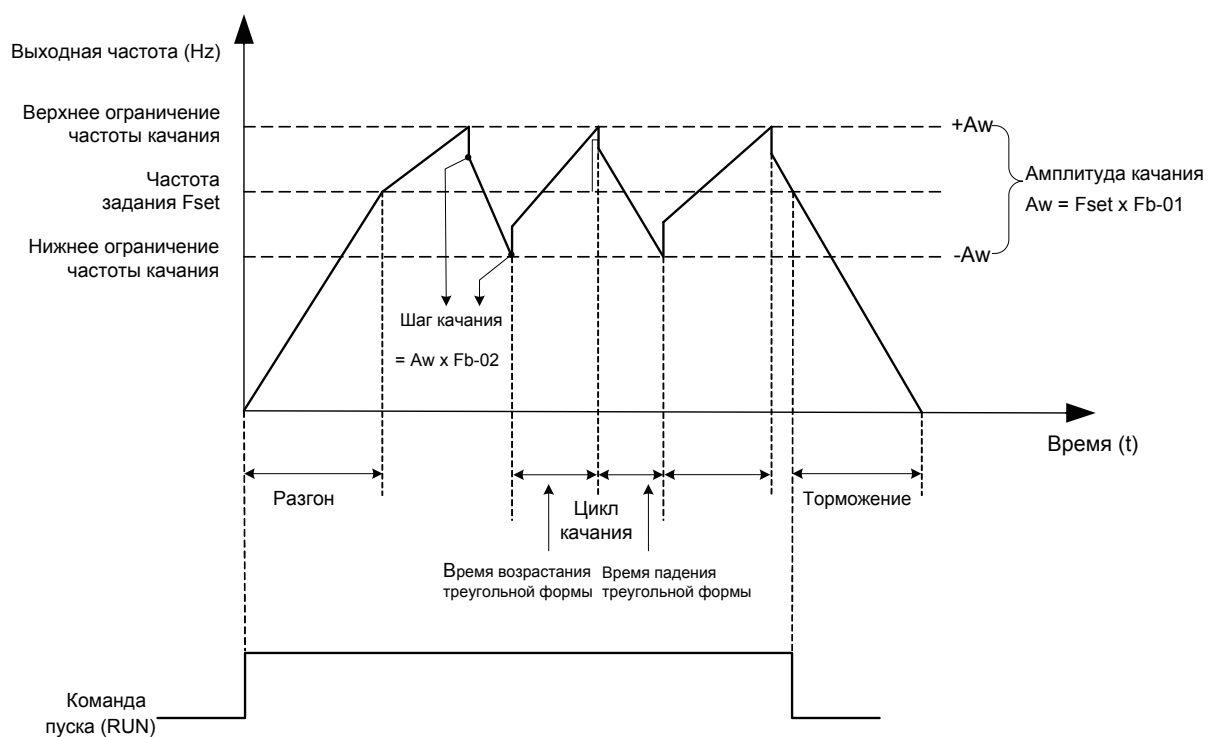 Выходная частота (Hz)
Верхнее ограничение
частоты качания
+Aw
Частота
задания Fset
Амплитуда качания
Aw = Fset x Fb-01
Нижнее ограничение
частоты качания
-Aw
Шаг качания
= Aw x Fb-02
Время (t)
Разгон
Цикл
качания
Торможение
Время возрастания
треугольной формы
Время падения
треугольной формы
Команда
пуска (RUN)